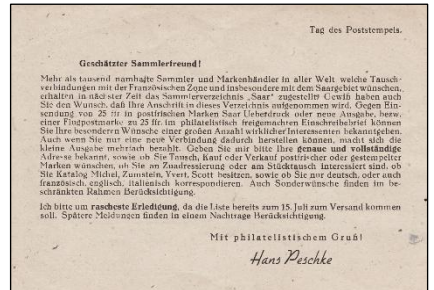 Tag des Poststempels.
Geschätzter Sammlerfreund!
Mehr als tausend namhafte Sammler und Markenhändler in aller Welt welche Tausch-
verbindungen mit der Französischen Zone und insbesondere mit dem Saargebiet wünschen,
erhalten in nächster Zeit das Sammlerverzeichnis „Saar" zugestellt! Gewiß haben auch
Sie den Wunsch, daß Ihre Anschrift in dieses Verzeichnis aufgenommen wird. Gegen Ein-
sendung von 25 fr in postfrischen Marken Saar Ueberdruck oder neue Ausgabe, bezw.
einer Flugpostmarke zu 25 fr. im philatelistisch freigemachten Einschreibebrief können
Sie Ihre besonderen Wünsche einer großen Anzahl wirklicher Interessenten bekanntgeben.
Auch wenn Sie nur eine neue Verbindung dadurch herstellen können, macht sich die
kleine Ausgabe mehrfach bezahlt. Geben Sie mir bitte Ihre genaue und vollständige
Adresse bekannt, sowie ob Sie Tausch, Kauf oder Verkauf postfrischer oder gestempelter
Marken wünschen, ob Sie an Zuadressierung oder am Stücktausch interessiert sind, ob
Sie Katalog Michel, Zumstein, Yvert, Scott besitzen, sowie ob Sie nur deutsch, oder auch
französisch, englisch, italienisch korrespondieren. Auch Sonderwünsche finden im be-
schränkten Rahmen Berücksichtigung.
Ich bitte um rascheste Erledigung, da die Liste bereits zum 15. Juli zum Versand kommen
soll. Spätere Meldungen finden in einem Nachtrage Berücksichtigung.
Mit philatelistischem Gruß!
Hans Peschke